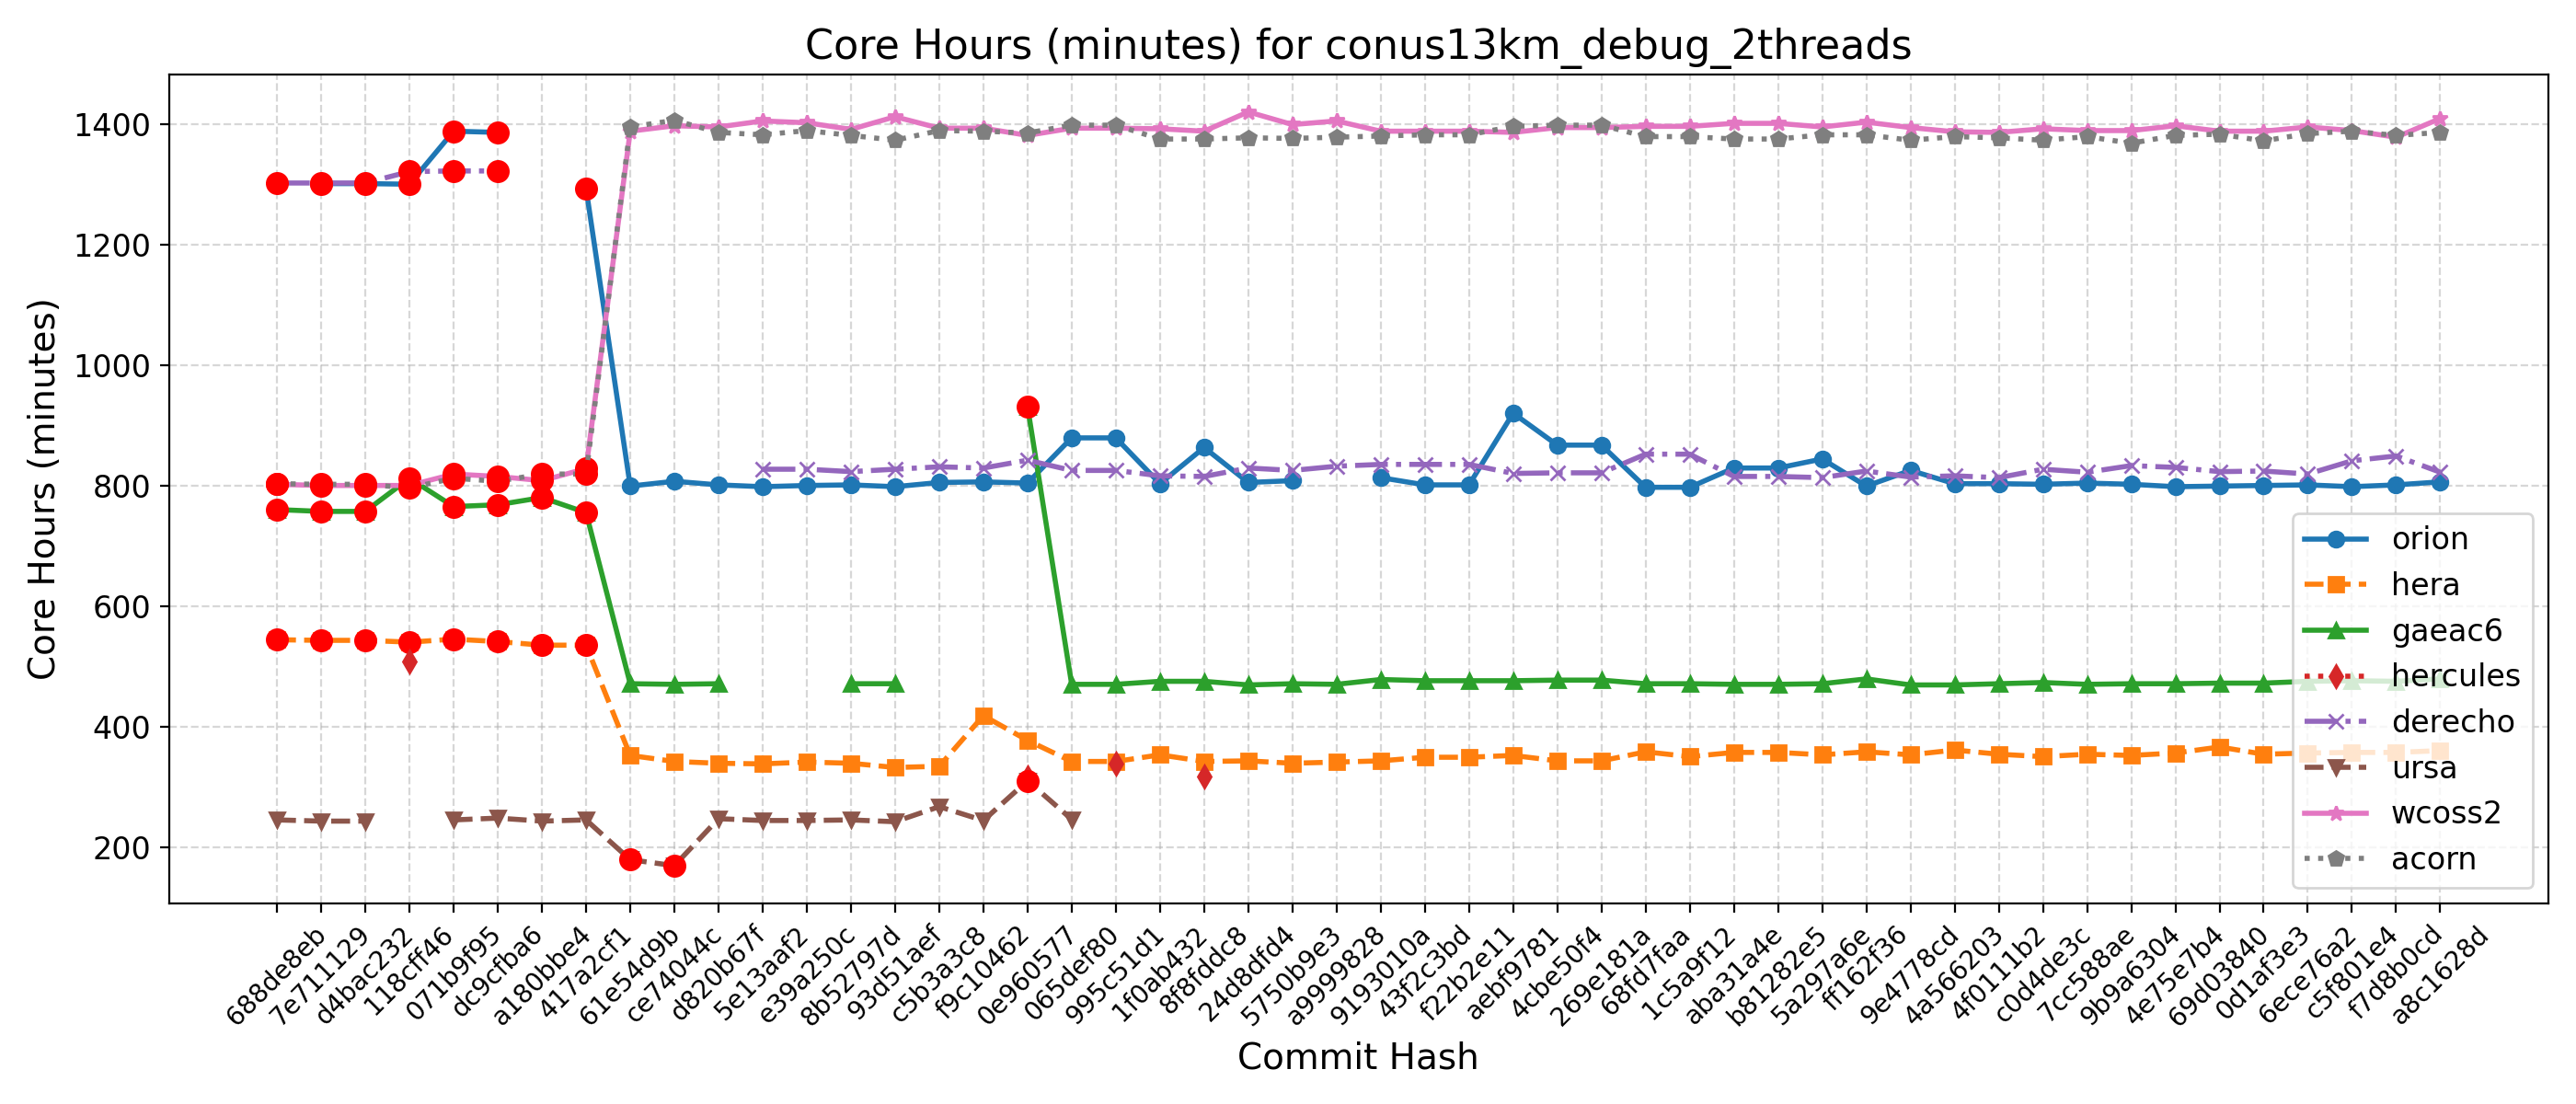 Core Hours (minutes) for conus13km_debug_2threads
Core Hours (minutes)
1400
1200
1000
800
600
400
200
orion
hera
gaeac6
hercules
derecho
ursa
wcoss2
acorn
688de8eb
7e711129
d4bac232
118cff46
071b9f95
dc9cfba6
a180bbe4
417a2cf1
61e54d9b
ce74044c
d820b67f
5e13aaf2
e39a250c
8b52797d
93d51aef
c5b3a3c8
f9c10462
0e960577
065def80
995c51d1
1f0ab432
8f8fddc8
24d8dfd4
5750b9e3
a9999828
9193010a
43f2c3bd
f22b2e11
aebf9781
4cbe50f4
269e181a
68fd7faa
1c5a9f12
aba31a4e
b81282e5
5a297a6e
ff162f36
9e4778cd
4a566203
4f0111b2
c0d4de3c
7cc588ae
9b9a6304
4e75e7b4
69d03840
0d1af3e3
6ece76a2
c5f801e4
f7d8b0cd
a8c1628d
Commit Hash